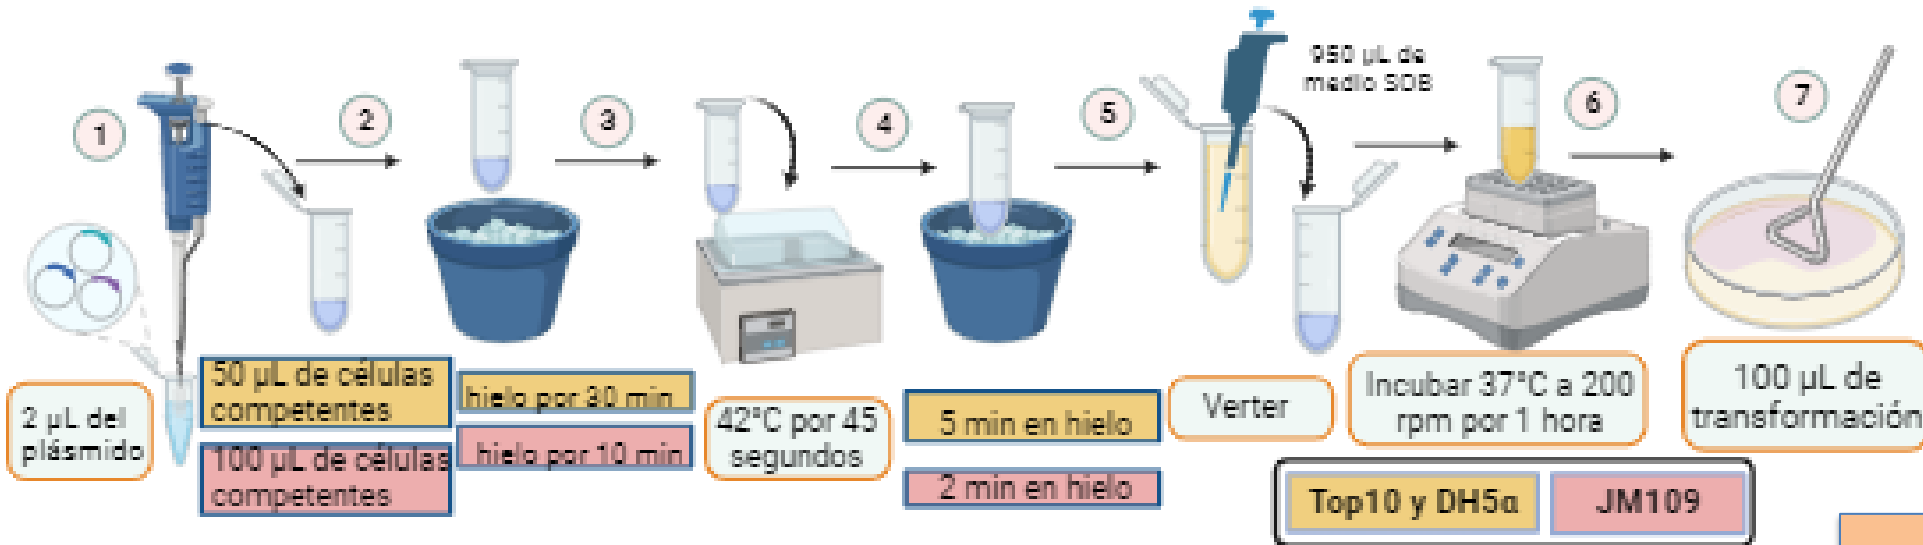 1
2 µL del
plásmido
50 µL de células
competentes
100 µL de células
competentes
2
hielo por 30 min
hielo por 10 min
3
42°C por 45
segundos
4
5 min en hielo
2 min en hielo
5
950 µL de
medio SOB
Verter
6
Incubar 37°C a 200
rpm por 1 hora
7
100 µL de
transformación
Top10 y DH5α
JM109